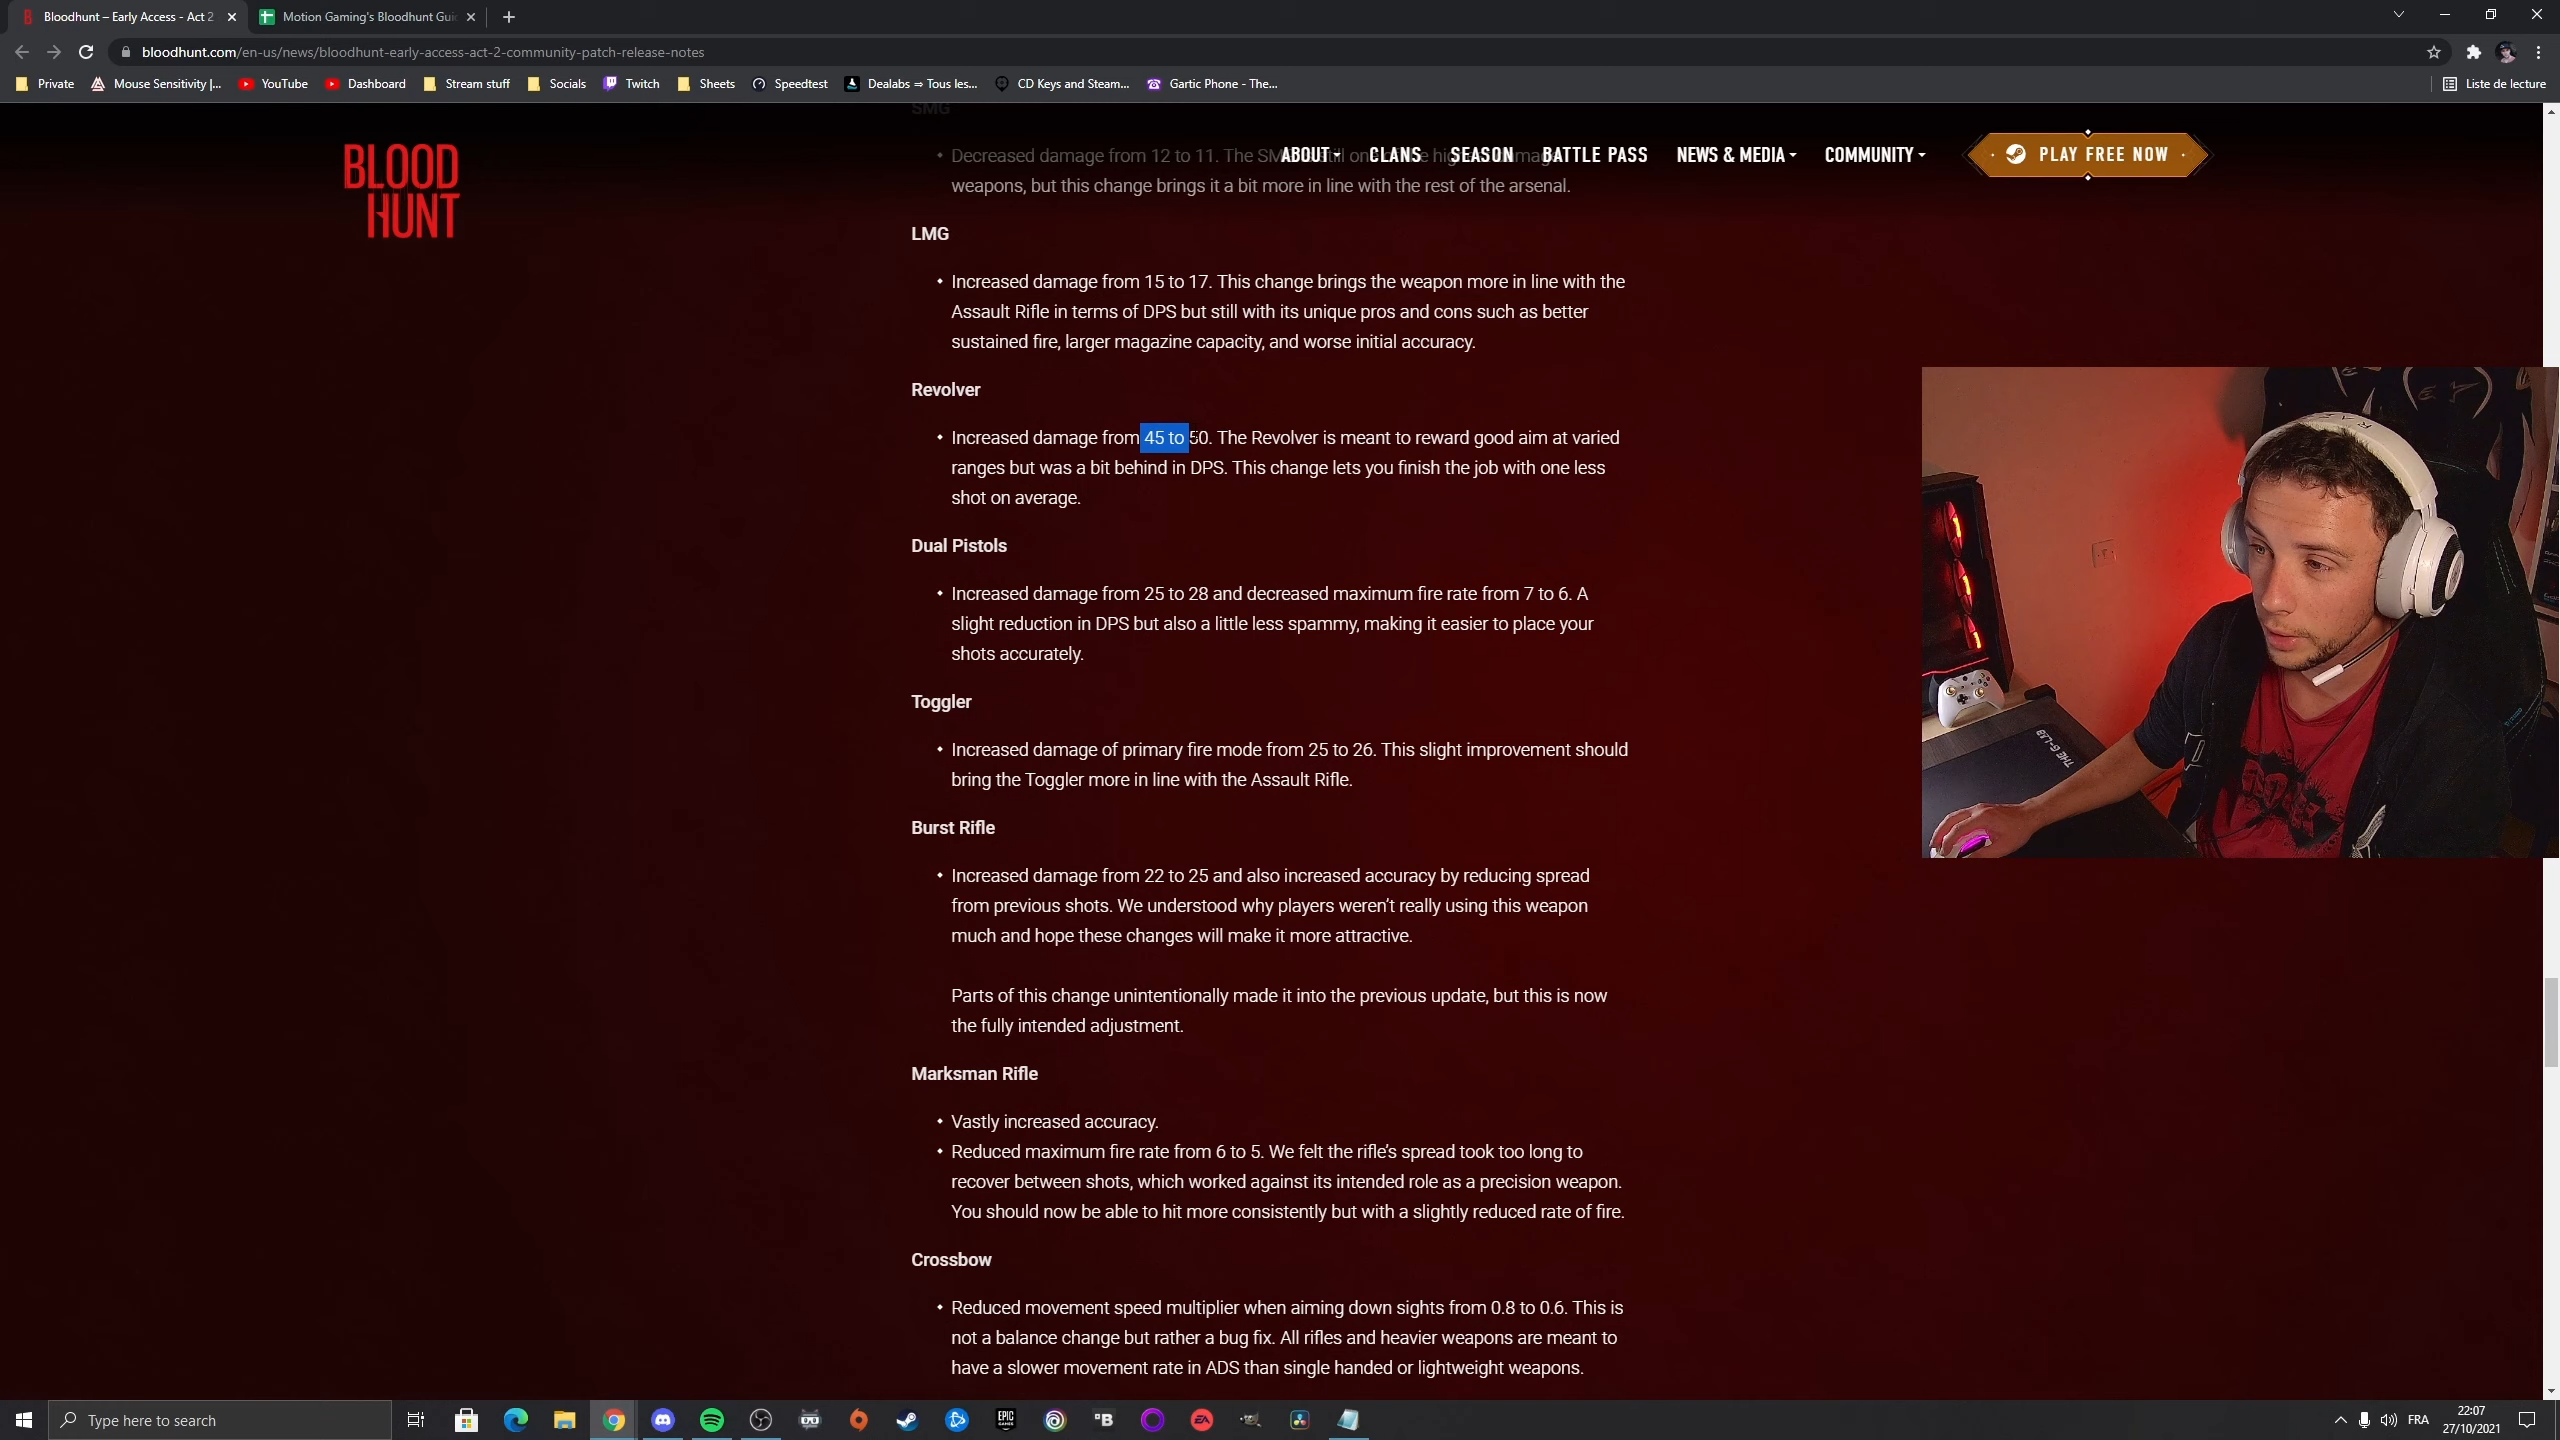 Bloodhunt – Early Access - Act 2
Motion Gaming's Bloodhunt Gui
bloodhunt.com/en-us/news/bloodhunt-early-access-act-2-community-patch-release-notes
Private
Mouse Sensitivity |...
YouTube
Dashboard
Stream stuff
Socials
Twitch
Sheets
Speedtest
Dealabs ⇒ Tous les...
CD Keys and Steam...
Gartic Phone - The...
Liste de lecture
BLOOD
HUNT
ABOUT
CLANS
SEASON
BATTLE PASS
NEWS & MEDIA
COMMUNITY
PLAY FREE NOW
SMG
• Decreased damage from 12 to 11. The
weapons, but this change brings it a bit more in line with the rest of the arsenal.
LMG
• Increased damage from 15 to 17. This change brings the weapon more in line with the
Assault Rifle in terms of DPS but still with its unique pros and cons such as better
sustained fire, larger magazine capacity, and worse initial accuracy.
Revolver
• Increased damage from 45 to 50. The Revolver is meant to reward good aim at varied
ranges but was a bit behind in DPS. This change lets you finish the job with one less
shot on average.
Dual Pistols
• Increased damage from 25 to 28 and decreased maximum fire rate from 7 to 6. A
slight reduction in DPS but also a little less spammy, making it easier to place your
shots accurately.
Toggler
• Increased damage of primary fire mode from 25 to 26. This slight improvement should
bring the Toggler more in line with the Assault Rifle.
Burst Rifle
• Increased damage from 22 to 25 and also increased accuracy by reducing spread
from previous shots. We understood why players weren't really using this weapon
much and hope these changes will make it more attractive.
Parts of this change unintentionally made it into the previous update, but this is now
the fully intended adjustment.
Marksman Rifle
• Vastly increased accuracy.
• Reduced maximum fire rate from 6 to 5. We felt the rifle's spread took too long to
recover between shots, which worked against its intended role as a precision weapon.
You should now be able to hit more consistently but with a slightly reduced rate of fire.
Crossbow
• Reduced movement speed multiplier when aiming down sights from 0.8 to 0.6. This is
not a balance change but rather a bug fix. All rifles and heavier weapons are meant to
have a slower movement rate in ADS than single handed or lightweight weapons.
THE G-LAB
Type here to search
FRA
22:07
27/10/2021